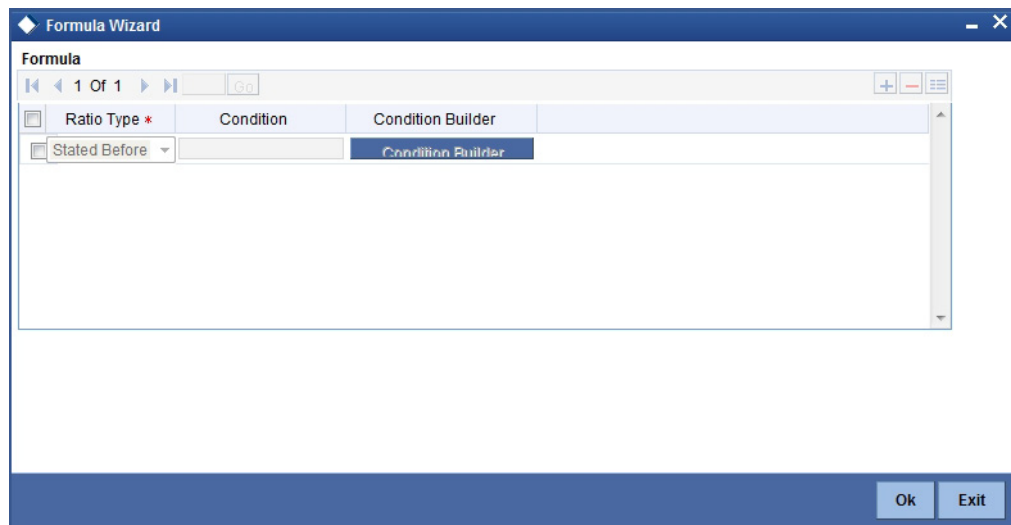 Formula Wizard
Formula
1 Of 1 Go
Ratio Type * Condition Condition Builder
Stated Before Condition Builder
Ok Exit